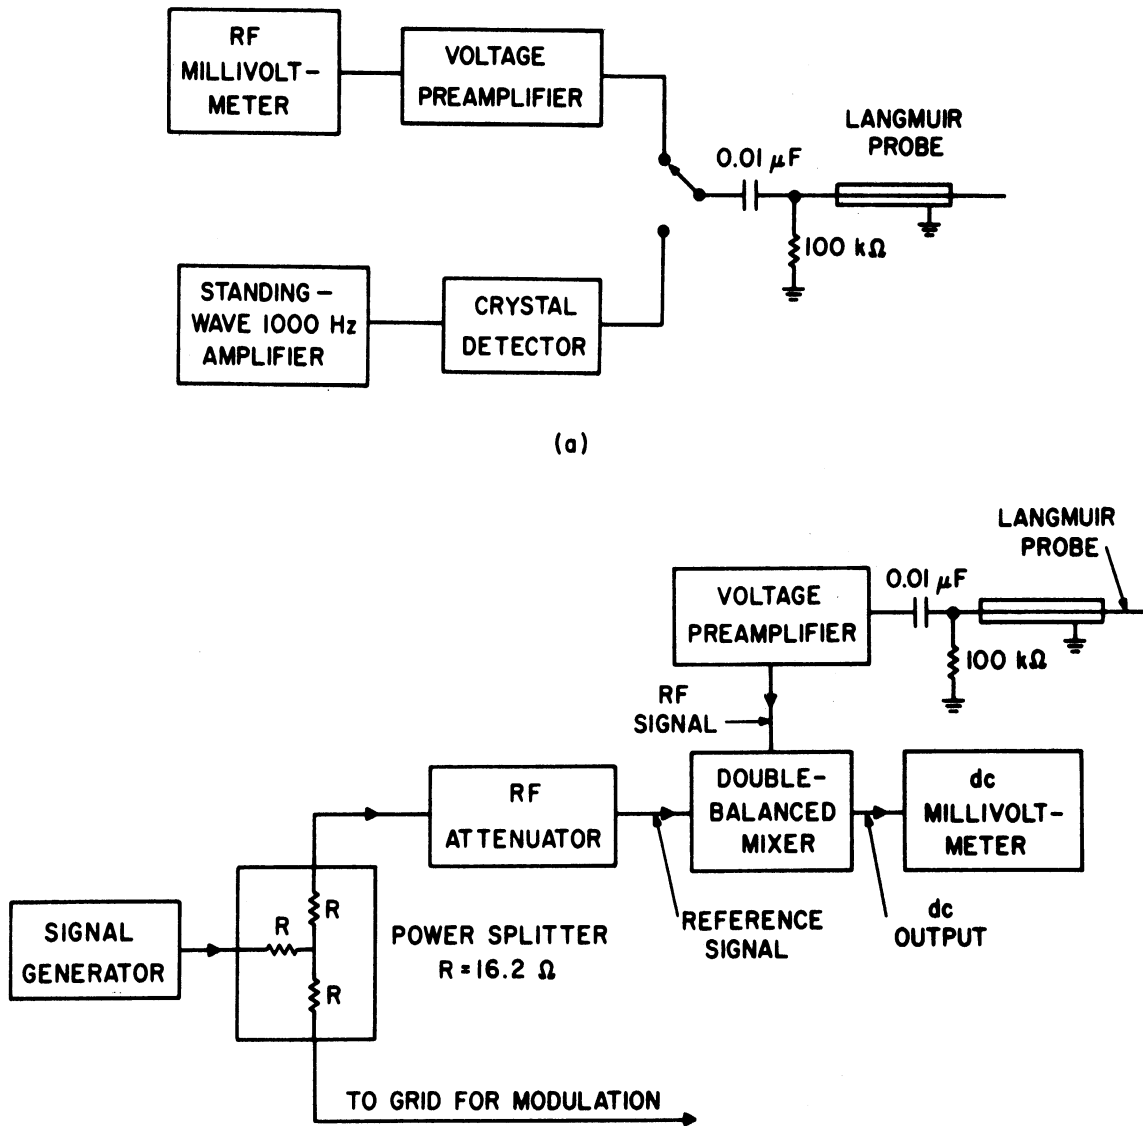 RF
MILLIVOLT-
METER
VOLTAGE
PREAMPLIFIER
LANGMUIR
PROBE
0.01 μF
100 kΩ
STANDING-
WAVE 1000 Hz
AMPLIFIER
CRYSTAL
DETECTOR
(a)
LANGMUIR
PROBE
VOLTAGE
PREAMPLIFIER
0.01 μF
100 kΩ
RF
SIGNAL
RF
ATTENUATOR
DOUBLE-
BALANCED
MIXER
dc
MILLIVOLT-
METER
SIGNAL
GENERATOR
R
R
R
POWER SPLITTER
R = 16.2 Ω
REFERENCE
SIGNAL
dc
OUTPUT
TO GRID FOR MODULATION